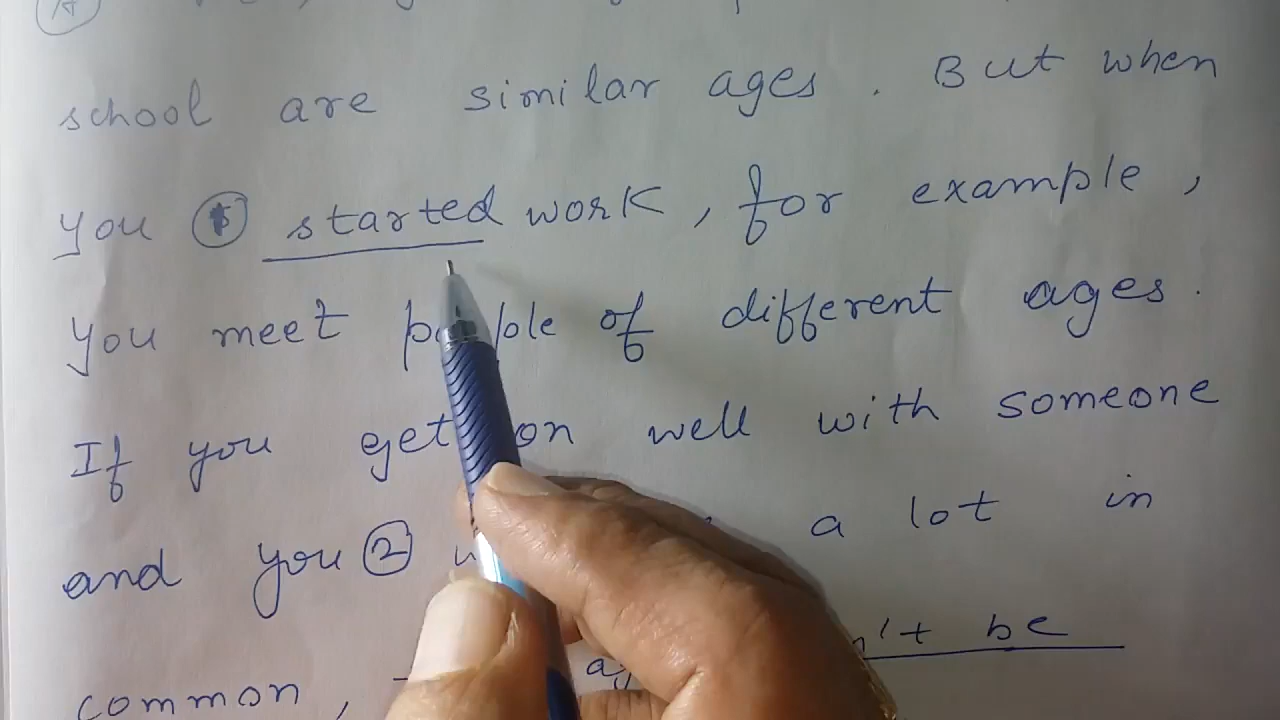 school are similar ages. But when
you ① started work, for example,
you meet people of different ages.
If you get on well with someone
and you ② a lot in
common, n't be